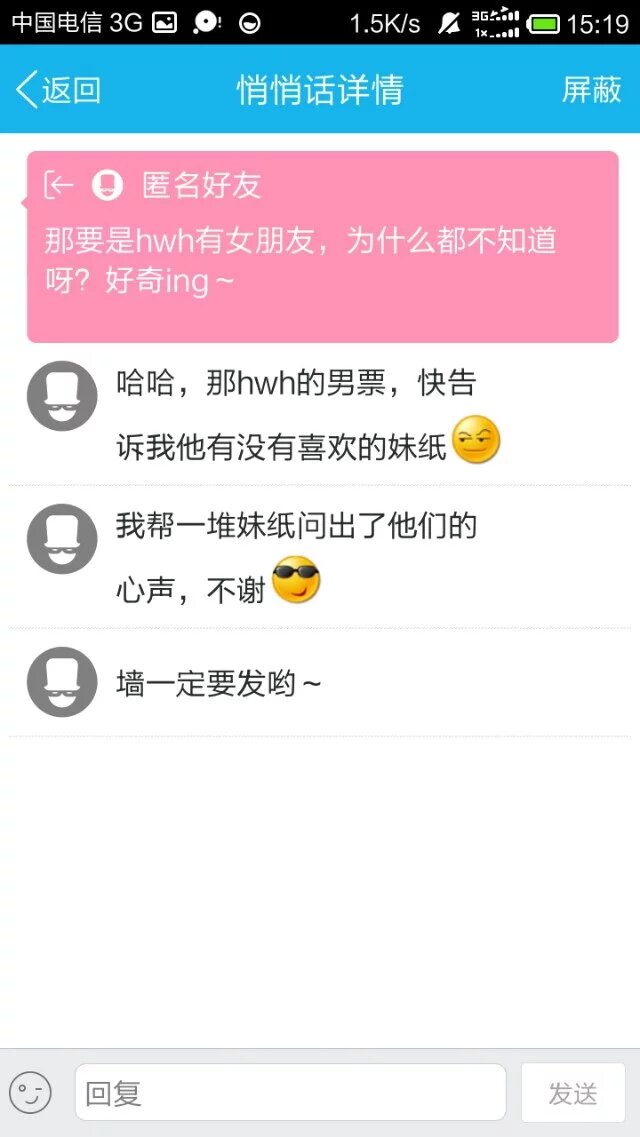 中国电信 3G 1.5K/s 3G 1x 15:19
返回 悄悄话详情 屏蔽
匿名好友
那要是hwh有女朋友，为什么都不知道
呀？好奇ing~
哈哈，那hwh的男票，快告
诉我他有没有喜欢的妹纸
我帮一堆妹纸问出了他们的
心声，不谢
墙一定要发哟~
回复 发送